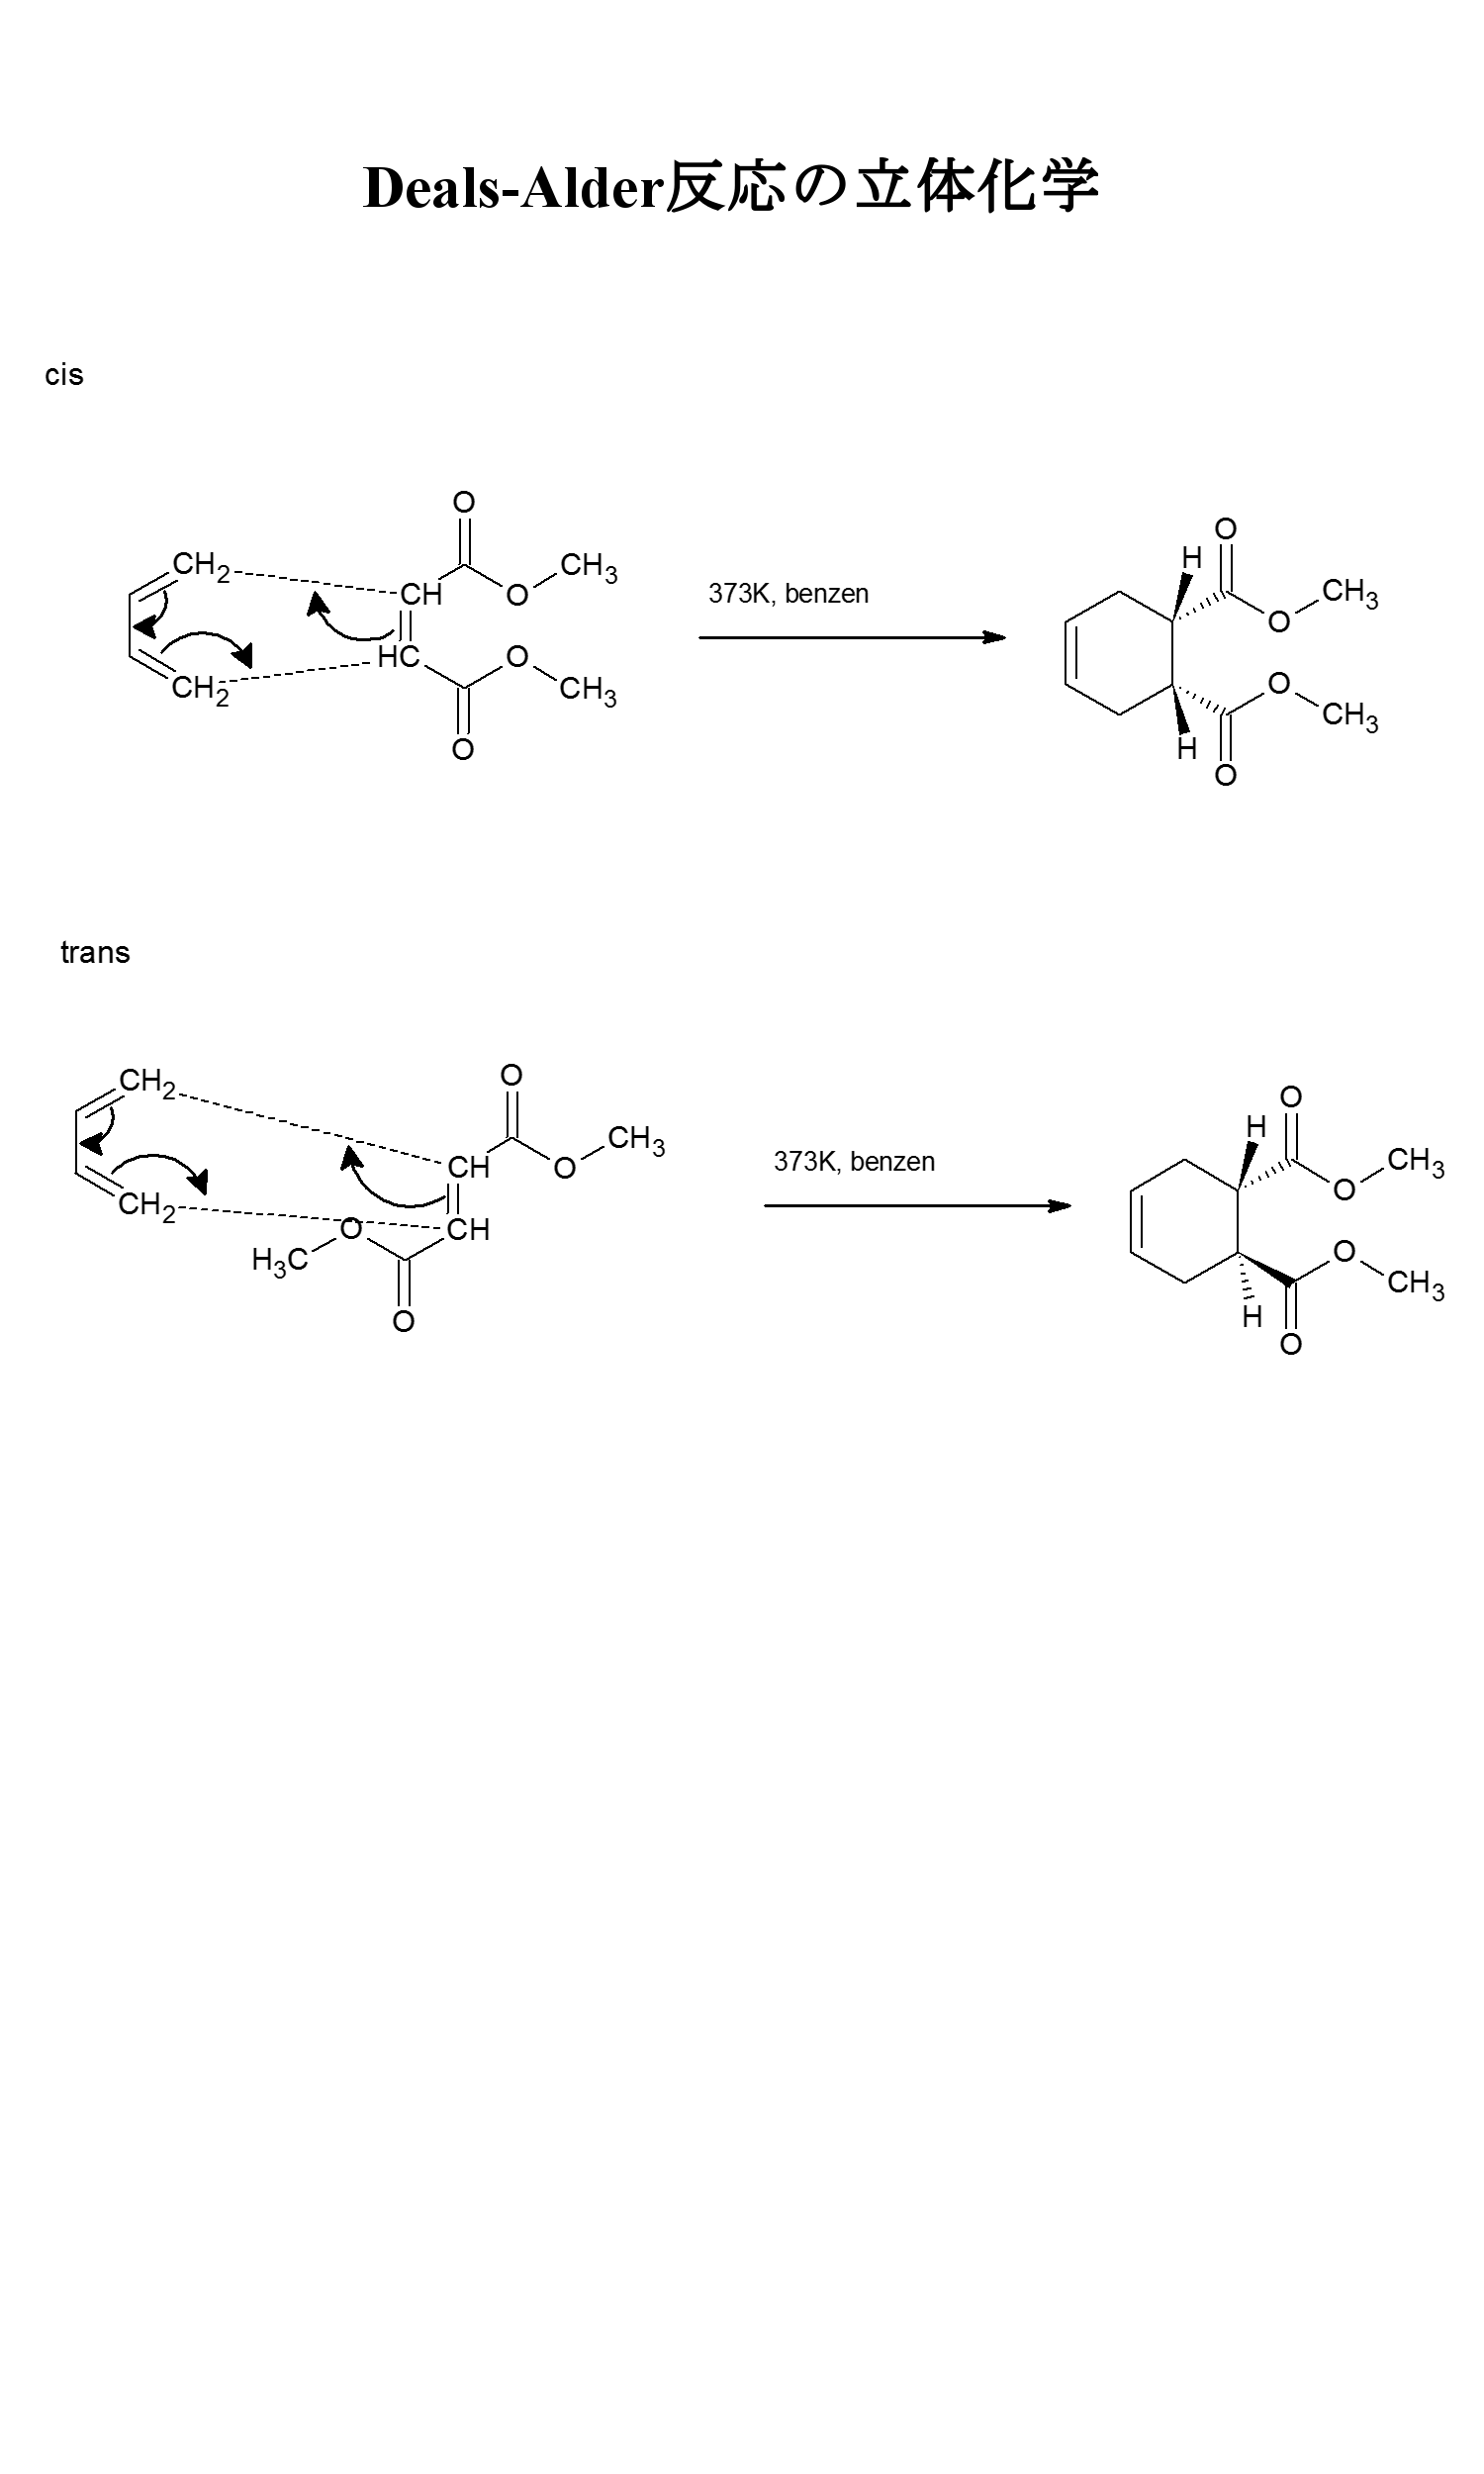 Deals-Alder反応の立体化学
cis
O
CH2
CH
O
CH3
HC
O
CH3
CH2
O
373K, benzen
O
H
O
CH3
O
CH3
H
O
trans
O
CH2
CH3
CH
O
CH2
O
CH
H3C
O
373K, benzen
O
H
CH3
O
O
CH3
H
O